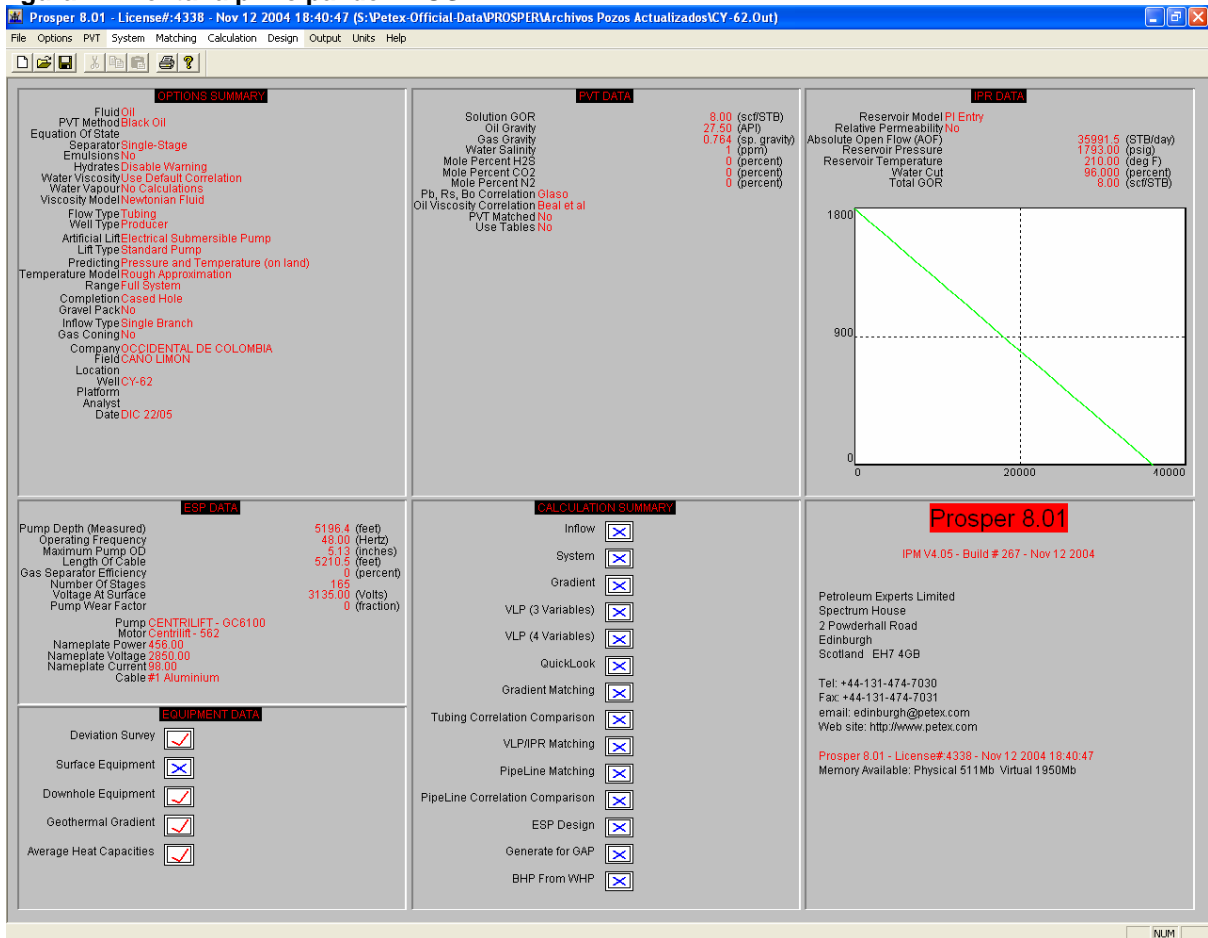 Prosper 8.01 - License#:4338 - Nov 12 2004 18:40:47 (S:\Petex-Official-Data\PROSPER\Archivos Pozos Actualizados\CY-62.Out)
File Options PVT System Matching Calculation Design Output Units Help
OPTIONS SUMMARY
Fluid Oil
PVT Method Black Oil
Equation Of State
Separator Single-Stage
Emulsions No
Hydrates Disable Warning
Water Viscosity Use Default Correlation
Water Vapour No Calculations
Viscosity Model Newtonian Fluid
Flow Type Tubing
Well Type Producer
Artificial Lift Electrical Submersible Pump
Lift Type Standard Pump
Predicting Pressure and Temperature (on land)
Temperature Model Rough Approximation
Range Full System
Completion Cased Hole
Gravel Pack No
Inflow Type Single Branch
Gas Coning No
Company OCCIDENTAL DE COLOMBIA
Field CANO LIMON
Location
Well CY-62
Platform
Analyst
Date DIC 22/05
PVT DATA
Solution GOR 8.00 (scf/STB)
Oil Gravity 27.50 (API)
Gas Gravity 0.764 (sp. gravity)
Water Salinity 1 (ppm)
Mole Percent H2S 0 (percent)
Mole Percent CO2 0 (percent)
Mole Percent N2 0 (percent)
Pb, Rs, Bo Correlation Glaso
Oil Viscosity Correlation Beal et al
PVT Matched No
Use Tables No
IPR DATA
Reservoir Model PI Entry
Relative Permeability No
Absolute Open Flow (AOF) 35991.5 (STB/day)
Reservoir Pressure 1793.00 (psig)
Reservoir Temperature 210.00 (deg F)
Water Cut 96.000 (percent)
Total GOR 8.00 (scf/STB)
1800
900
0
0 20000 40000
ESP DATA
Pump Depth (Measured) 5196.4 (feet)
Operating Frequency 48.00 (Hertz)
Maximum Pump OD 5.13 (inches)
Length Of Cable 5210.5 (feet)
Gas Separator Efficiency 0 (percent)
Number Of Stages 165
Voltage At Surface 3135.00 (Volts)
Pump Wear Factor 0 (fraction)
Pump CENTRILIFT - GC6100
Motor Centrilift - 562
Nameplate Power 456.00
Nameplate Voltage 2850.00
Nameplate Current 98.00
Cable #1 Aluminium
EQUIPMENT DATA
Deviation Survey
Surface Equipment
Downhole Equipment
Geothermal Gradient
Average Heat Capacities
CALCULATION SUMMARY
Inflow
System
Gradient
VLP (3 Variables)
VLP (4 Variables)
QuickLook
Gradient Matching
Tubing Correlation Comparison
VLP/IPR Matching
PipeLine Matching
PipeLine Correlation Comparison
ESP Design
Generate for GAP
BHP From WHP
Prosper 8.01
IPM V4.05 - Build # 267 - Nov 12 2004
Petroleum Experts Limited
Spectrum House
2 Powderhall Road
Edinburgh
Scotland EH7 4GB
Tel: +44-131-474-7030
Fax: +44-131-474-7031
email: edinburgh@petex.com
Web site: http://www.petex.com
Prosper 8.01 - License#:4338 - Nov 12 2004 18:40:47
Memory Available: Physical 511Mb Virtual 1950Mb
NUM